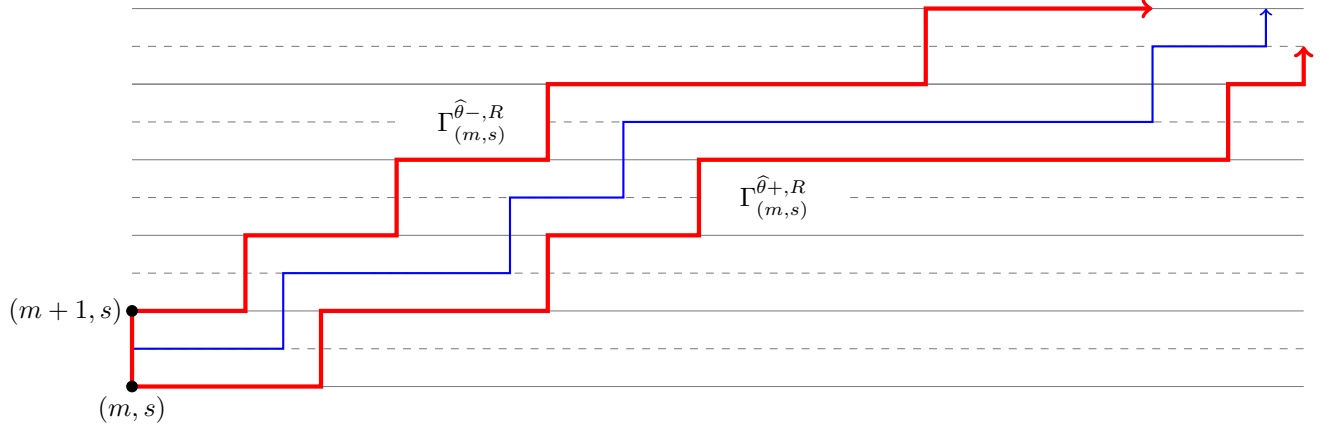 Γ^{θ̂−,R}_{(m,s)}
Γ^{θ̂+,R}_{(m,s)}
(m + 1, s)
(m, s)